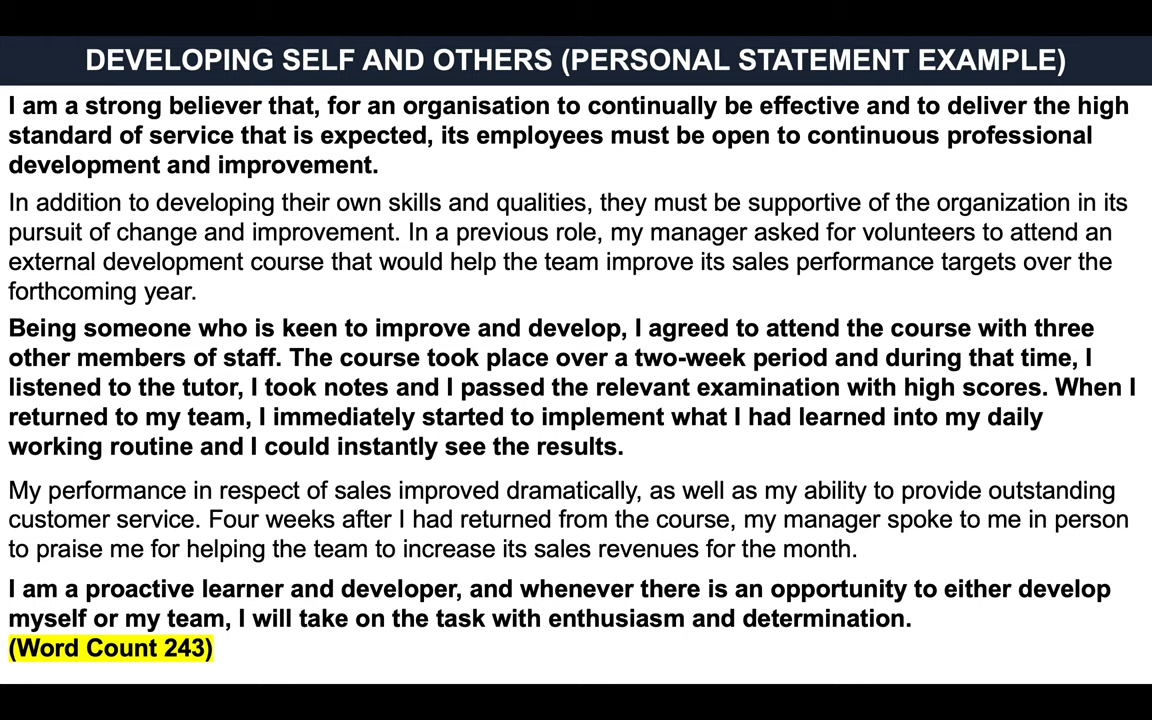 DEVELOPING SELF AND OTHERS (PERSONAL STATEMENT EXAMPLE)
I am a strong believer that, for an organisation to continually be effective and to deliver the high
standard of service that is expected, its employees must be open to continuous professional
development and improvement.
In addition to developing their own skills and qualities, they must be supportive of the organization in its
pursuit of change and improvement. In a previous role, my manager asked for volunteers to attend an
external development course that would help the team improve its sales performance targets over the
forthcoming year.
Being someone who is keen to improve and develop, I agreed to attend the course with three
other members of staff. The course took place over a two-week period and during that time, I
listened to the tutor, I took notes and I passed the relevant examination with high scores. When I
returned to my team, I immediately started to implement what I had learned into my daily
working routine and I could instantly see the results.
My performance in respect of sales improved dramatically, as well as my ability to provide outstanding
customer service. Four weeks after I had returned from the course, my manager spoke to me in person
to praise me for helping the team to increase its sales revenues for the month.
I am a proactive learner and developer, and whenever there is an opportunity to either develop
myself or my team, I will take on the task with enthusiasm and determination.
(Word Count 243)